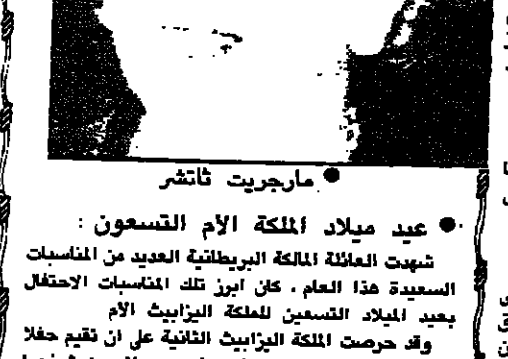 ● مارجريت ثاتشر
● عيد ميلاد الملكة الأم التسعون :
شهدت العائلة المالكة البريطانية العديد من المناسبات
السعيدة هذا العام ، كان ابرز تلك المناسبات الاحتفال
بعيد الميلاد التسعين للملكة اليزابيث الأم
وقد حرصت الملكة اليزابيث الثانية على ان تقيم حفلا